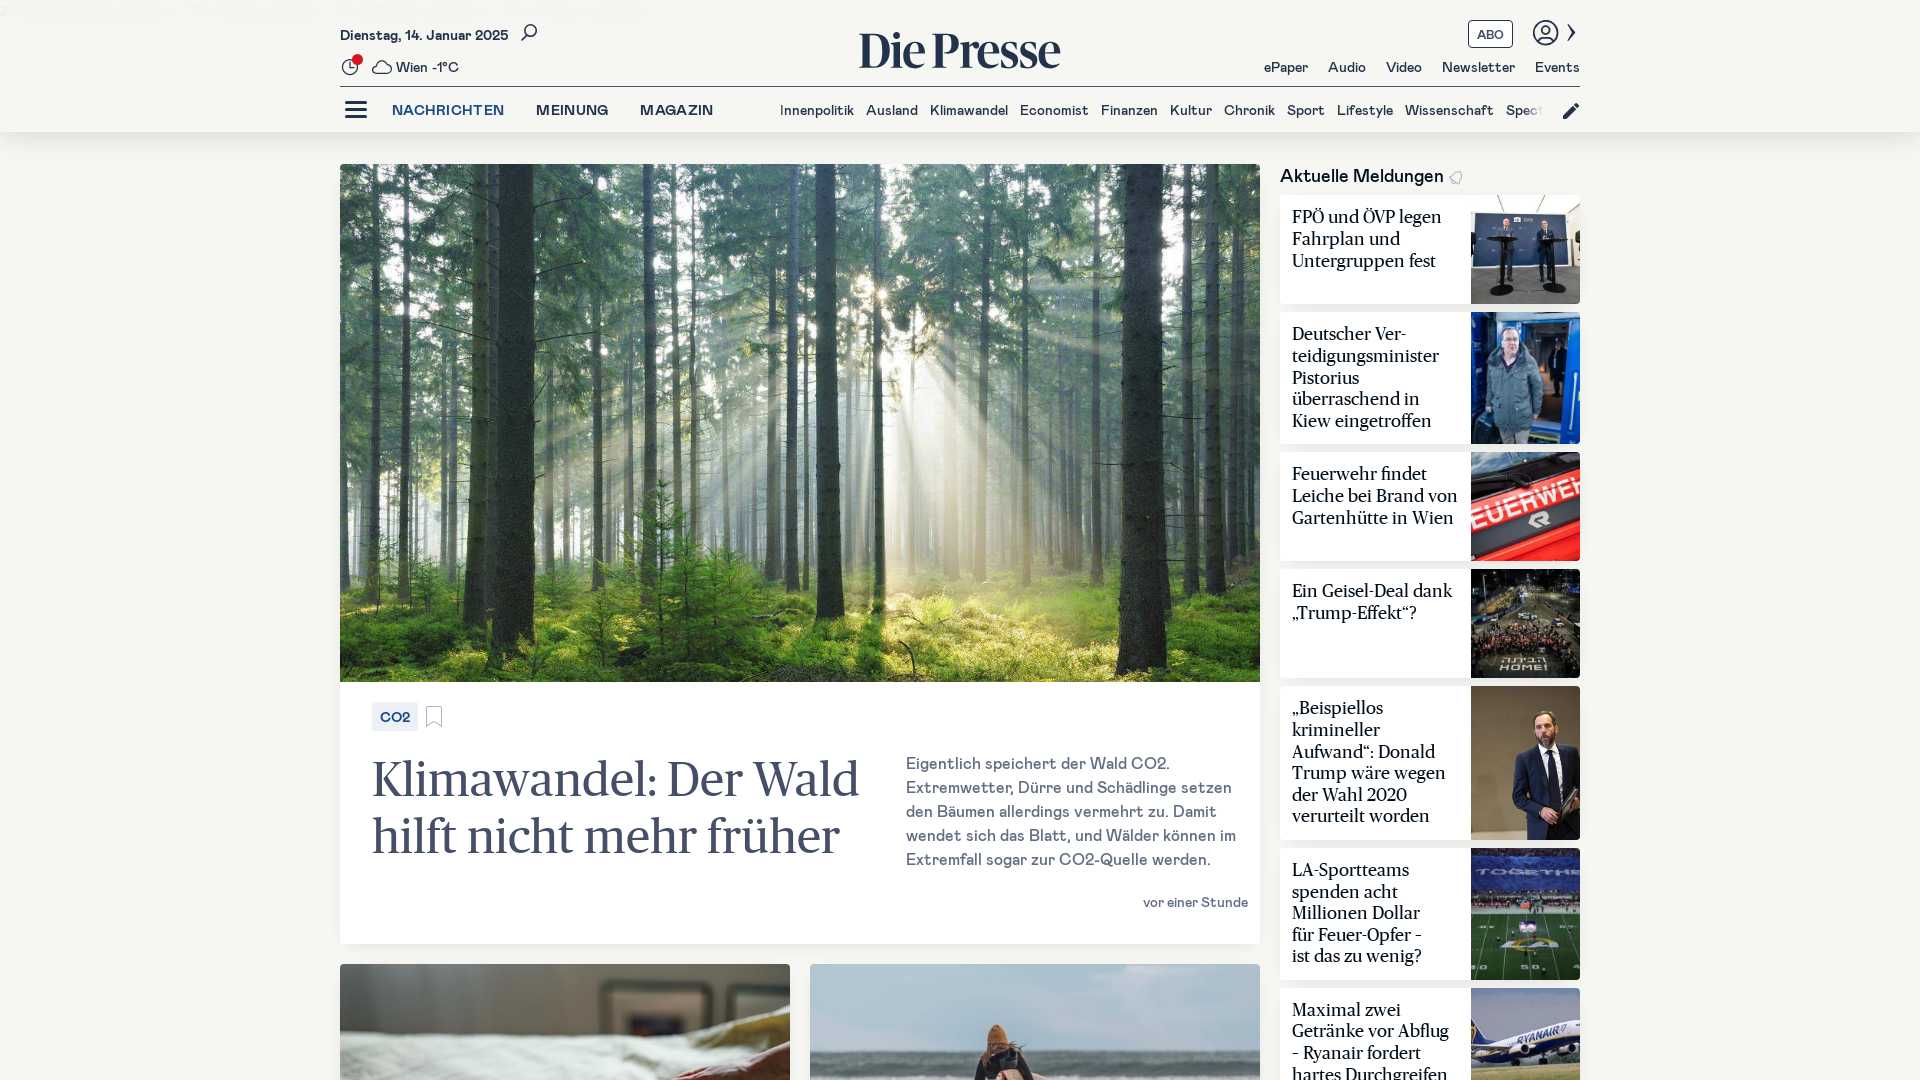 Dienstag, 14. Januar 2025
Wien -1°C
Die Presse
ABO
ePaper Audio Video Newsletter Events
NACHRICHTEN MEINUNG MAGAZIN
Innenpolitik Ausland Klimawandel Economist Finanzen Kultur Chronik Sport Lifestyle Wissenschaft Spect
CO2
Klimawandel: Der Wald
hilft nicht mehr früher
Eigentlich speichert der Wald CO2.
Extremwetter, Dürre und Schädlinge setzen
den Bäumen allerdings vermehrt zu. Damit
wendet sich das Blatt, und Wälder können im
Extremfall sogar zur CO2-Quelle werden.
vor einer Stunde
Aktuelle Meldungen
FPÖ und ÖVP legen
Fahrplan und
Untergruppen fest
Deutscher Ver-
teidigungsminister
Pistorius
überraschend in
Kiew eingetroffen
Feuerwehr findet
Leiche bei Brand von
Gartenhütte in Wien
EUERWEH
Ein Geisel-Deal dank
„Trump-Effekt“?
הביתה
HOME!
„Beispiellos
krimineller
Aufwand“: Donald
Trump wäre wegen
der Wahl 2020
verurteilt worden
LA-Sportteams
spenden acht
Millionen Dollar
für Feuer-Opfer –
ist das zu wenig?
TOGETHE
Maximal zwei
Getränke vor Abflug
– Ryanair fordert
hartes Durchgreifen
RYANAIR